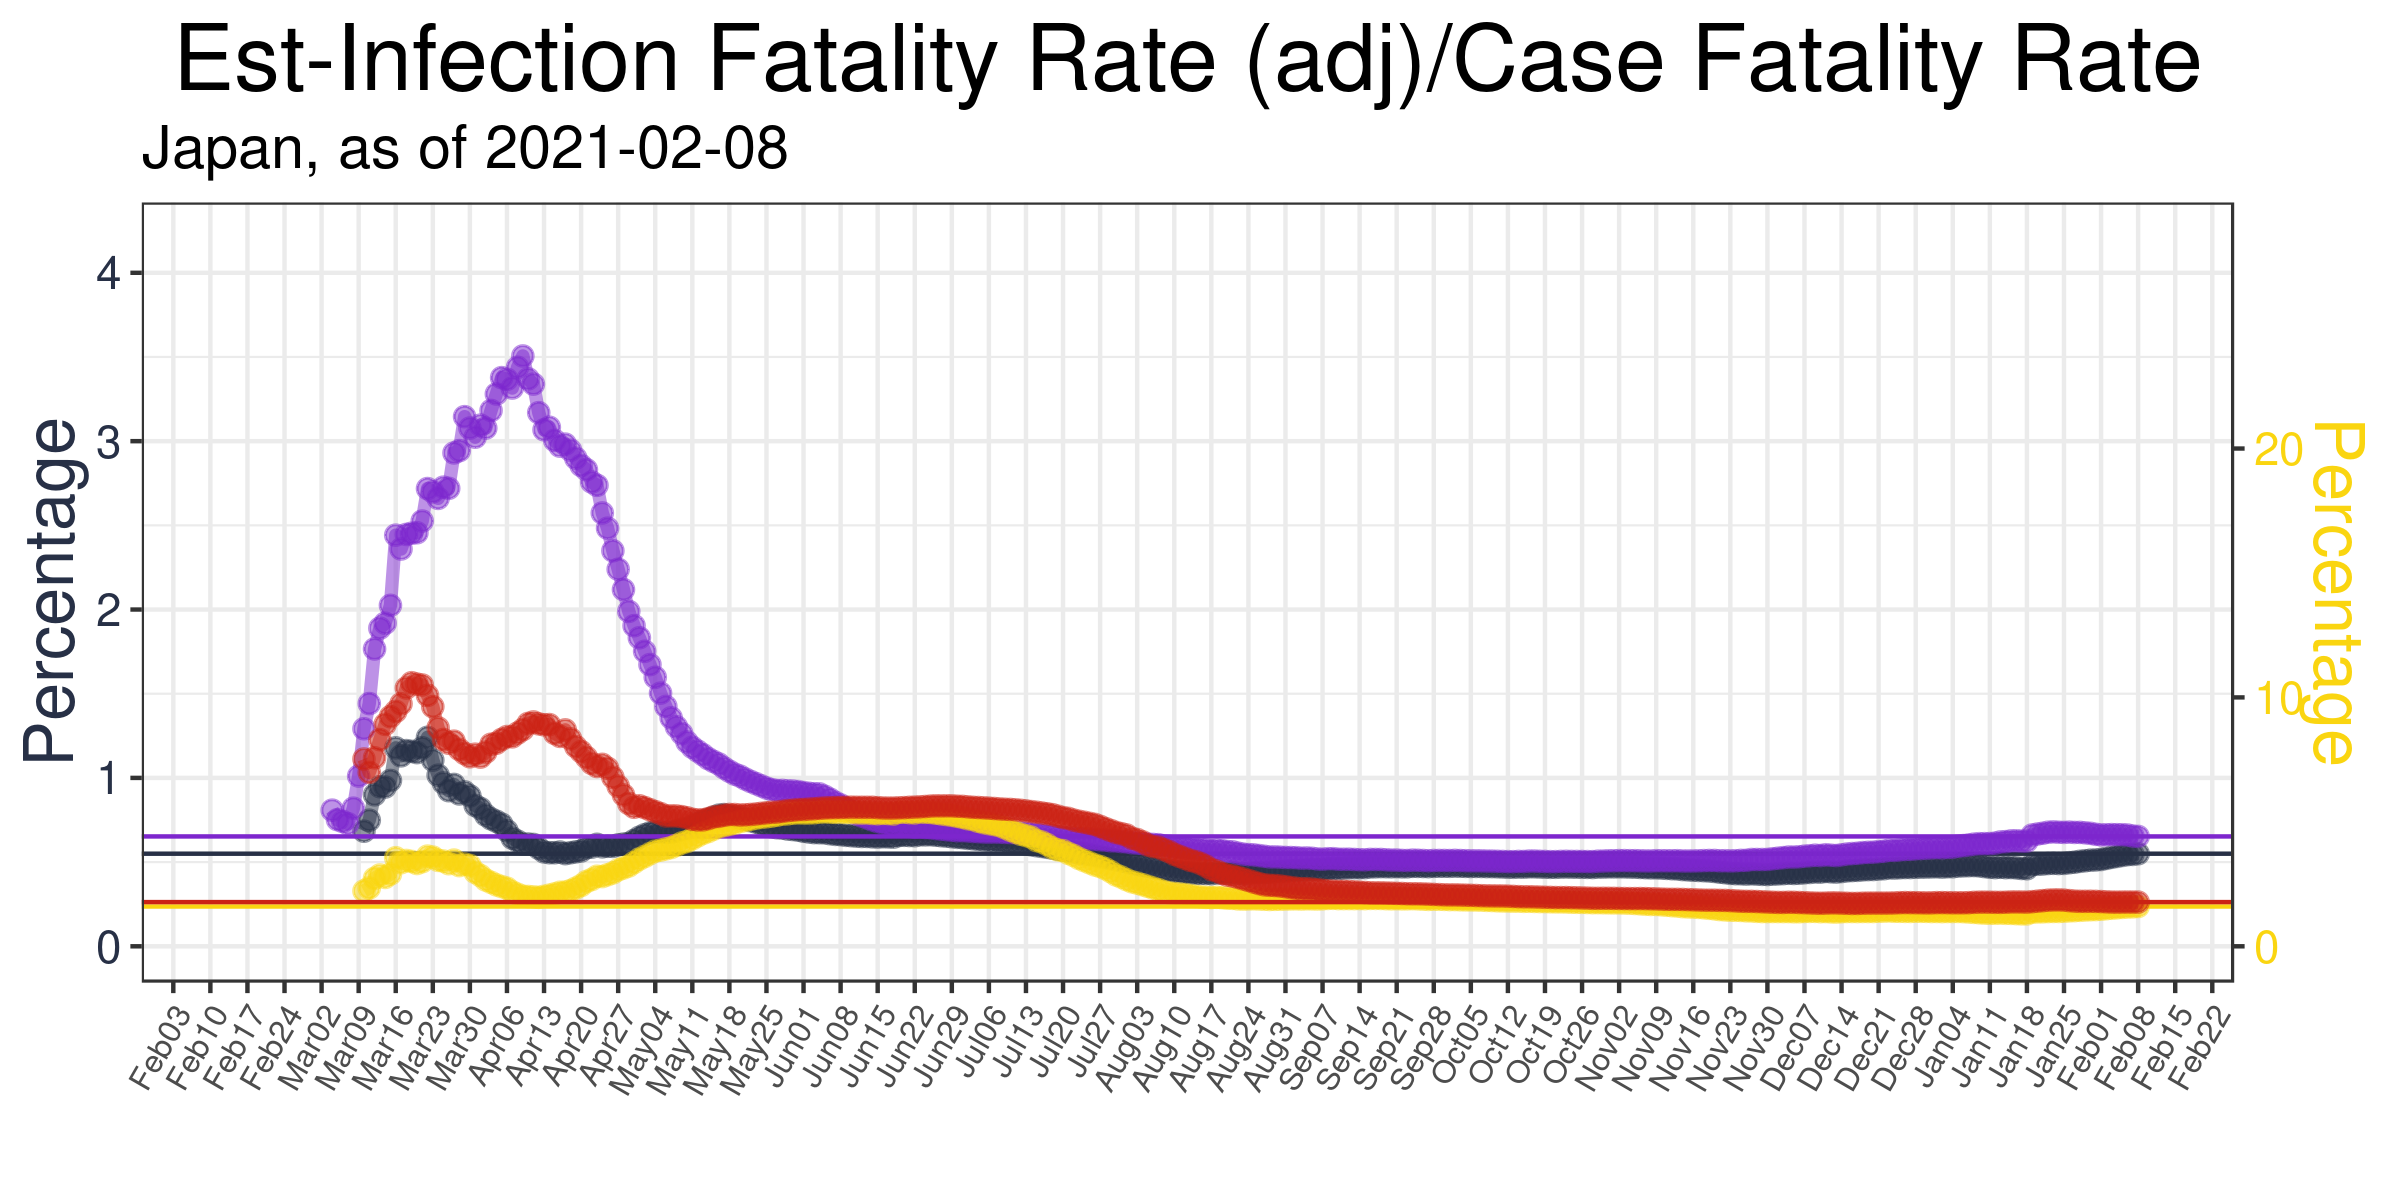 Est-Infection Fatality Rate (adj)/Case Fatality Rate
Japan, as of 2021-02-08
Percentage
4
3
2
1
0
20
10
0
Percentage
Feb03
Feb10
Feb17
Feb24
Mar02
Mar09
Mar16
Mar23
Mar30
Apr06
Apr13
Apr20
Apr27
May04
May11
May18
May25
Jun01
Jun08
Jun15
Jun22
Jun29
Jul06
Jul13
Jul20
Jul27
Aug03
Aug10
Aug17
Aug24
Aug31
Sep07
Sep14
Sep21
Sep28
Oct05
Oct12
Oct19
Oct26
Nov02
Nov09
Nov16
Nov23
Nov30
Dec07
Dec14
Dec21
Dec28
Jan04
Jan11
Jan18
Jan25
Feb01
Feb08
Feb15
Feb22